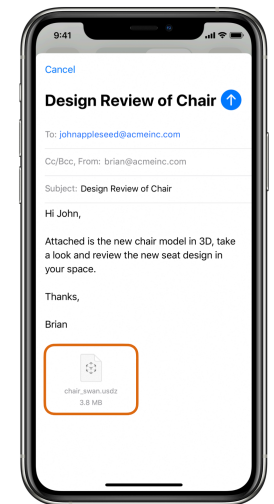 9:41
Cancel
Design Review of Chair
To: johnappleseed@acmeinc.com
Cc/Bcc, From: brian@acmeinc.com
Subject: Design Review of Chair
Hi John,
Attached is the new chair model in 3D, take
a look and review the new seat design in
your space.
Thanks,
Brian
chair_swan.usdz
3.8 MB